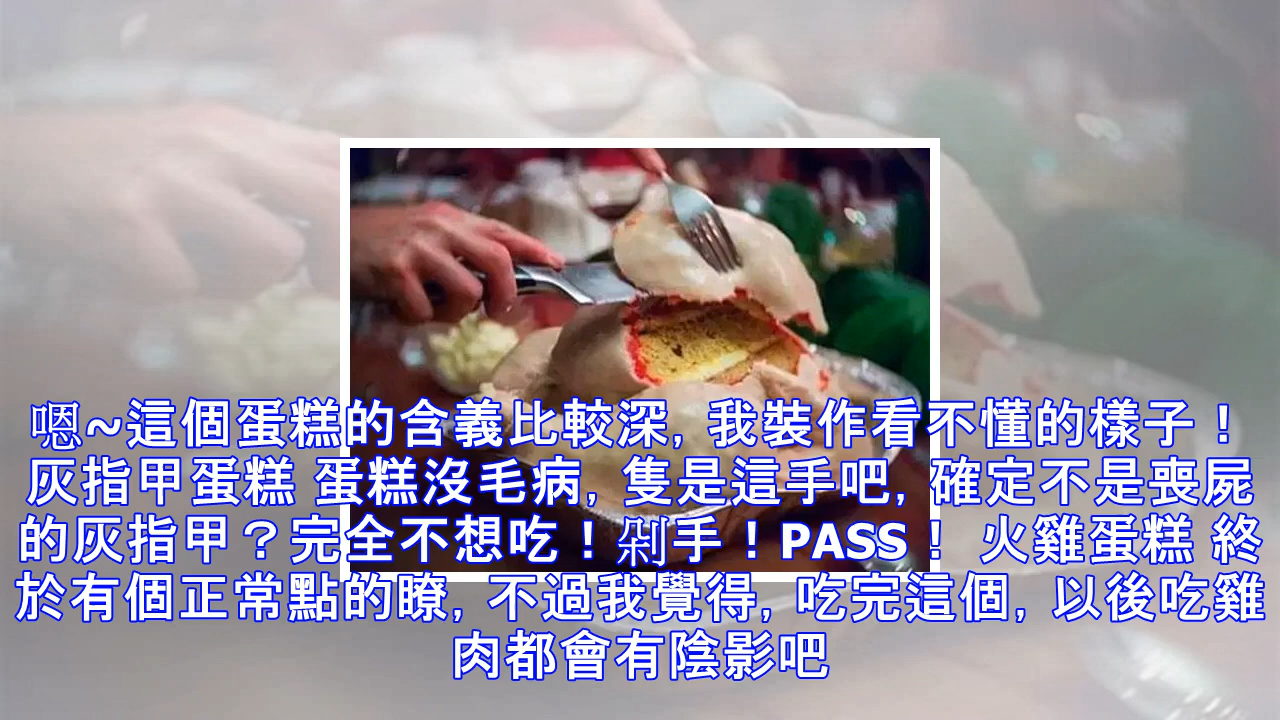 嗯~這個蛋糕的含義比較深, 我裝作看不懂的樣子！
灰指甲蛋糕 蛋糕沒毛病, 隻是這手吧, 確定不是喪屍
的灰指甲？完全不想吃！剁手！PASS！ 火雞蛋糕 終
於有個正常點的瞭, 不過我覺得, 吃完這個, 以後吃雞
肉都會有陰影吧